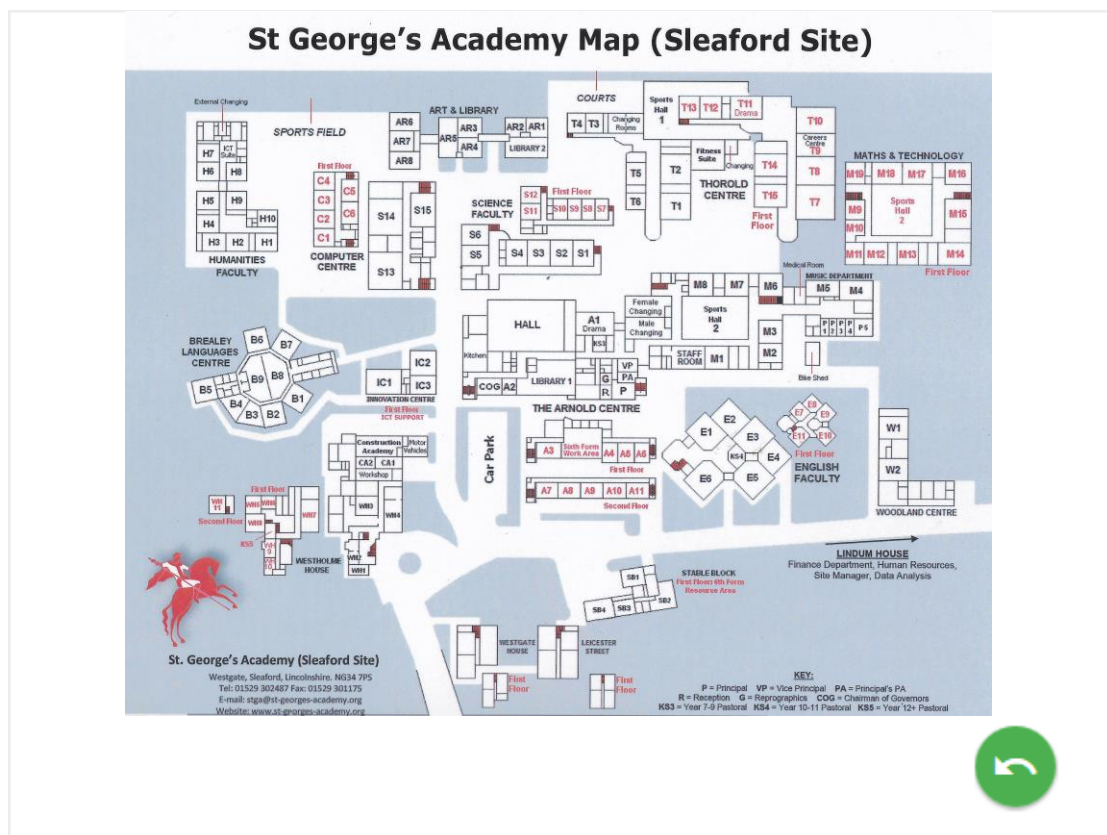 St George's Academy Map (Sleaford Site)
External Changing
SPORTS FIELD
ART & LIBRARY
COURTS
AR6
AR7
AR8
AR5
AR3
AR4
AR2 AR1
LIBRARY 2
T4 T3
Changing
Rooms
Sports
Hall
1
T13 T12 T11
Drama
T10
Careers
Centre
T9
T8
T7
Fitness
Suite
Changing
THOROLD
CENTRE
T14
T15
First
Floor
T5
T6
T2
T1
MATHS & TECHNOLOGY
M19 M18 M17 M16
M9
M10
Sports
Hall
2
M15
M11 M12 M13 M14
First Floor
ICT
Suite
H7
H6 H8
H5 H9
H4 H10
H3 H2 H1
HUMANITIES
FACULTY
First Floor
C4
C3
C2
C1
C5
C6
COMPUTER
CENTRE
S14 S15
S13
SCIENCE
FACULTY
S12
S11
First Floor
S10 S9 S8 S7
S6
S5
S4 S3 S2 S1
Medical Room
MUSIC DEPARTMENT
M8 M7 M6
M5 M4
Sports
Hall
2
M3
M2
STAFF
ROOM
M1
P1 P2 P3 P4 P5
Bike Shed
Female
Changing
Male
Changing
HALL
A1
Drama
KS3
Kitchen
COG A2
LIBRARY 1
G
R
VP
PA
P
THE ARNOLD CENTRE
BREALEY
LANGUAGES
CENTRE
B6 B7
B5 B9 B8
B4 B3 B2 B1
IC2
IC1 IC3
INNOVATION CENTRE
First Floor
ICT SUPPORT
Car Park
A3
Sixth Form
Work Area
A4 A5 A6
First Floor
A7 A8 A9 A10 A11
Second Floor
E2
E1 E3
KS4 E4
E6 E5
E8
E7 E9
E11 E10
First Floor
ENGLISH
FACULTY
W1
W2
WOODLAND CENTRE
Construction
Academy
Motor
Vehicles
CA2 CA1
Workshop
WH3
WH4
WH2
WH1
First Floor
WH7
WH
11
Second Floor
KS5
WH
9
WH
10
WESTHOLME
HOUSE
LINDUM HOUSE
Finance Department, Human Resources,
Site Manager, Data Analysis
STABLE BLOCK
First Floor: 6th Form
Resource Area
SB1
SB4 SB3 SB2
WESTGATE
HOUSE
LEICESTER
STREET
First
Floor
First
Floor
St. George's Academy (Sleaford Site)
Westgate, Sleaford, Lincolnshire. NG34 7PS
Tel: 01529 302487 Fax: 01529 301175
E-mail: stga@st-georges-academy.org
Website: www.st-georges-academy.org
KEY:
P = Principal VP = Vice Principal PA = Principal's PA
R = Reception G = Reprographics COG = Chairman of Governors
KS3 = Year 7-9 Pastoral KS4 = Year 10-11 Pastoral KS5 = Year 12+ Pastoral